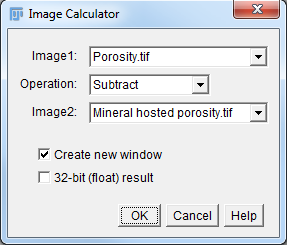 Image Calculator
Image1: Porosity.tif
Operation: Subtract
Image2: Mineral hosted porosity.tif
Create new window
32-bit (float) result
OK Cancel Help